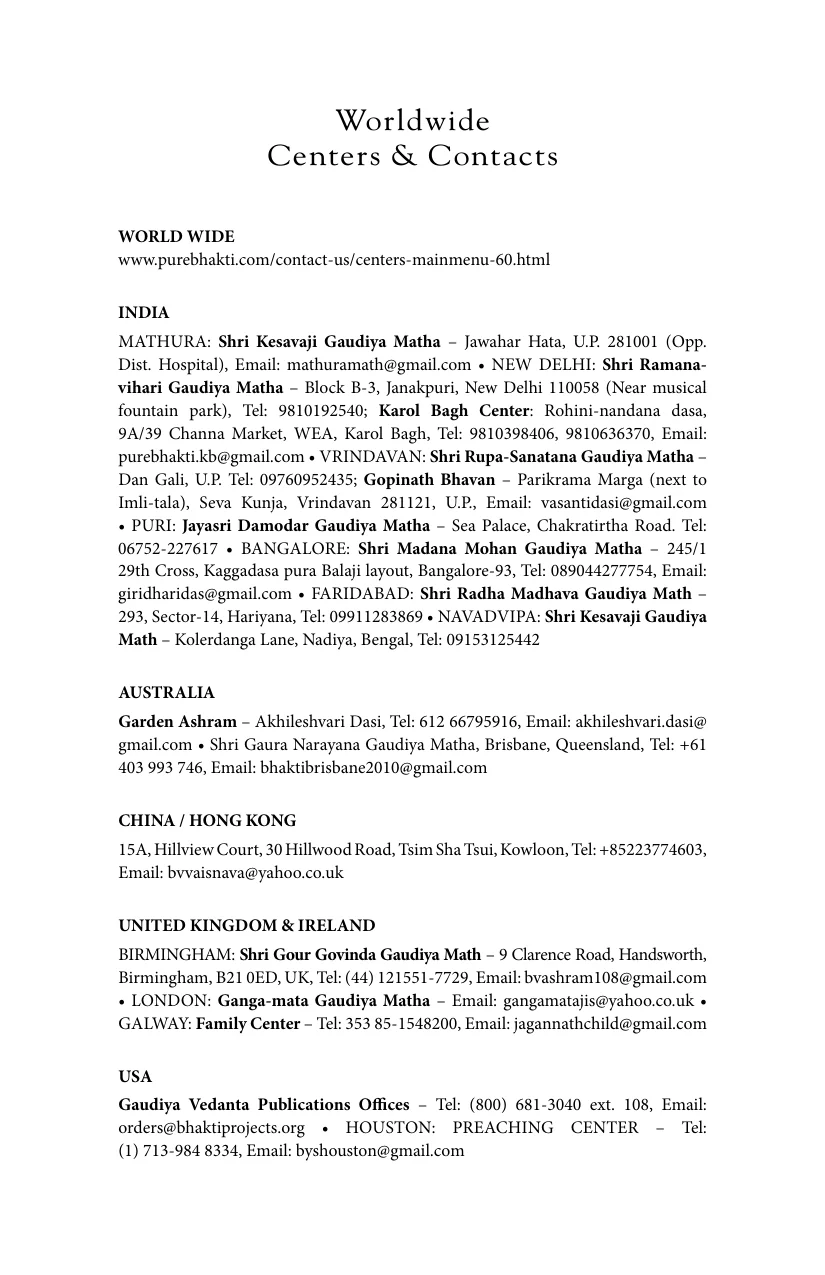 Worldwide
Centers & Contacts
WORLD WIDE
www.purebhakti.com/contact-us/centers-mainmenu-60.html
INDIA
MATHURA: Shri Kesavaji Gaudiya Matha – Jawahar Hata, U.P. 281001 (Opp.
Dist. Hospital), Email: mathuramath@gmail.com • NEW DELHI: Shri Ramana-
vihari Gaudiya Matha – Block B-3, Janakpuri, New Delhi 110058 (Near musical
fountain park), Tel: 9810192540; Karol Bagh Center: Rohini-nandana dasa,
9A/39 Channa Market, WEA, Karol Bagh, Tel: 9810398406, 9810636370, Email:
purebhakti.kb@gmail.com • VRINDAVAN: Shri Rupa-Sanatana Gaudiya Matha –
Dan Gali, U.P. Tel: 09760952435; Gopinath Bhavan – Parikrama Marga (next to
Imli-tala), Seva Kunja, Vrindavan 281121, U.P., Email: vasantidasi@gmail.com
• PURI: Jayasri Damodar Gaudiya Matha – Sea Palace, Chakratirtha Road. Tel:
06752-227617 • BANGALORE: Shri Madana Mohan Gaudiya Matha – 245/1
29th Cross, Kaggadasa pura Balaji layout, Bangalore-93, Tel: 089044277754, Email:
giridharidas@gmail.com • FARIDABAD: Shri Radha Madhava Gaudiya Math –
293, Sector-14, Hariyana, Tel: 09911283869 • NAVADVIPA: Shri Kesavaji Gaudiya
Math – Kolerdanga Lane, Nadiya, Bengal, Tel: 09153125442
AUSTRALIA
Garden Ashram – Akhileshvari Dasi, Tel: 612 66795916, Email: akhileshvari.dasi@
gmail.com • Shri Gaura Narayana Gaudiya Matha, Brisbane, Queensland, Tel: +61
403 993 746, Email: bhaktibrisbane2010@gmail.com
CHINA / HONG KONG
15A, Hillview Court, 30 Hillwood Road, Tsim Sha Tsui, Kowloon, Tel: +85223774603,
Email: bvvaisnava@yahoo.co.uk
UNITED KINGDOM & IRELAND
BIRMINGHAM: Shri Gour Govinda Gaudiya Math – 9 Clarence Road, Handsworth,
Birmingham, B21 0ED, UK, Tel: (44) 121551-7729, Email: bvashram108@gmail.com
• LONDON: Ganga-mata Gaudiya Matha – Email: gangamatajis@yahoo.co.uk •
GALWAY: Family Center – Tel: 353 85-1548200, Email: jagannathchild@gmail.com
USA
Gaudiya Vedanta Publications Offices – Tel: (800) 681-3040 ext. 108, Email:
orders@bhaktiprojects.org • HOUSTON: PREACHING CENTER – Tel:
(1) 713-984 8334, Email: byshouston@gmail.com